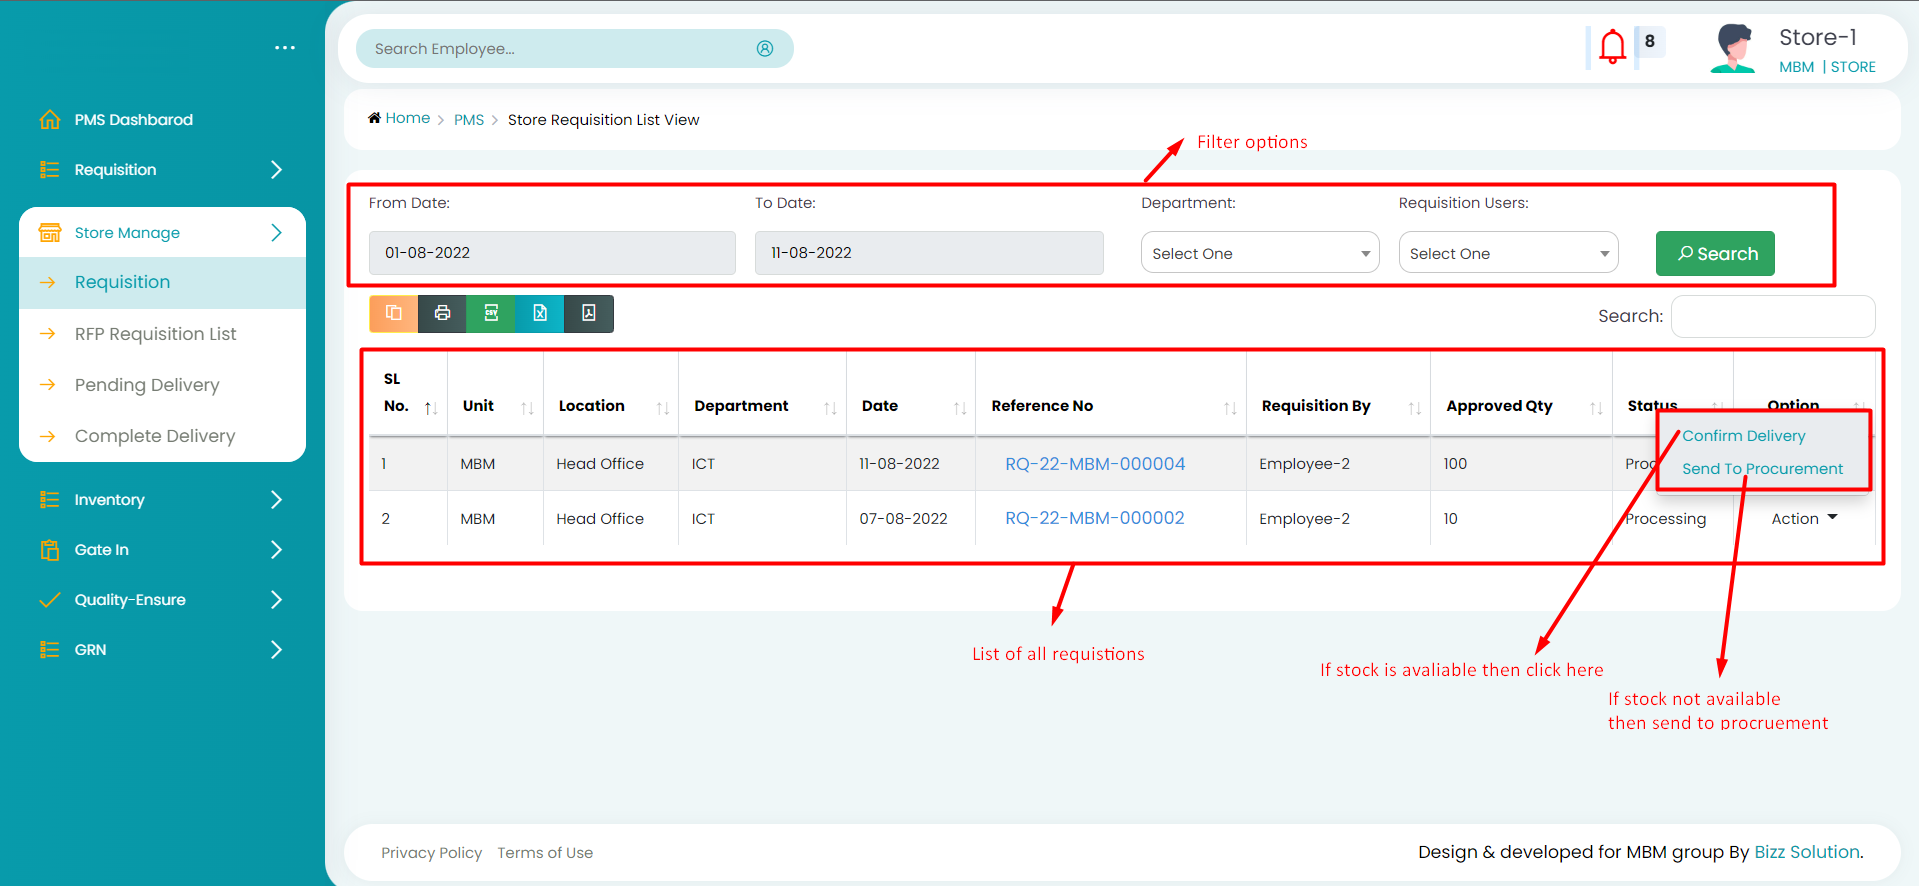 Search Employee...
8
Store-1
MBM | STORE
PMS Dashbarod
Requisition
Store Manage
Requisition
RFP Requisition List
Pending Delivery
Complete Delivery
Inventory
Gate In
Quality-Ensure
GRN
Home > PMS > Store Requisition List View
Filter options
From Date: To Date: Department: Requisition Users:
01-08-2022 11-08-2022 Select One Select One Search
CSV
Search:
SL
No. Unit Location Department Date Reference No Requisition By Approved Qty Status Option
Confirm Delivery
1 MBM Head Office ICT 11-08-2022 RQ-22-MBM-000004 Employee-2 100
Send To Procurement
2 MBM Head Office ICT 07-08-2022 RQ-22-MBM-000002 Employee-2 10 Processing Action
List of all requistions
If stock is avaliable then click here
If stock not available
then send to procruement
Privacy Policy Terms of Use
Design & developed for MBM group By Bizz Solution.